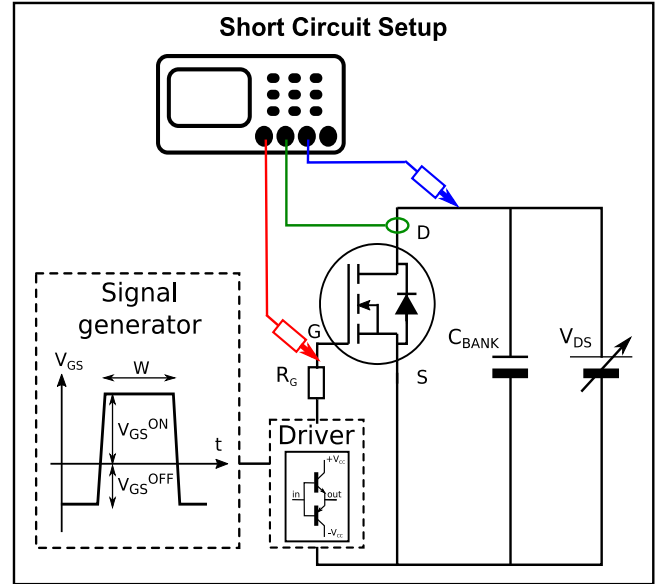 Short Circuit Setup
D
Signal
generator
G
C_BANK
V_DS
V_GS
W
R_G
S
V_GS^ON
t
Driver
V_GS^OFF
+V_CC
in
out
-V_CC